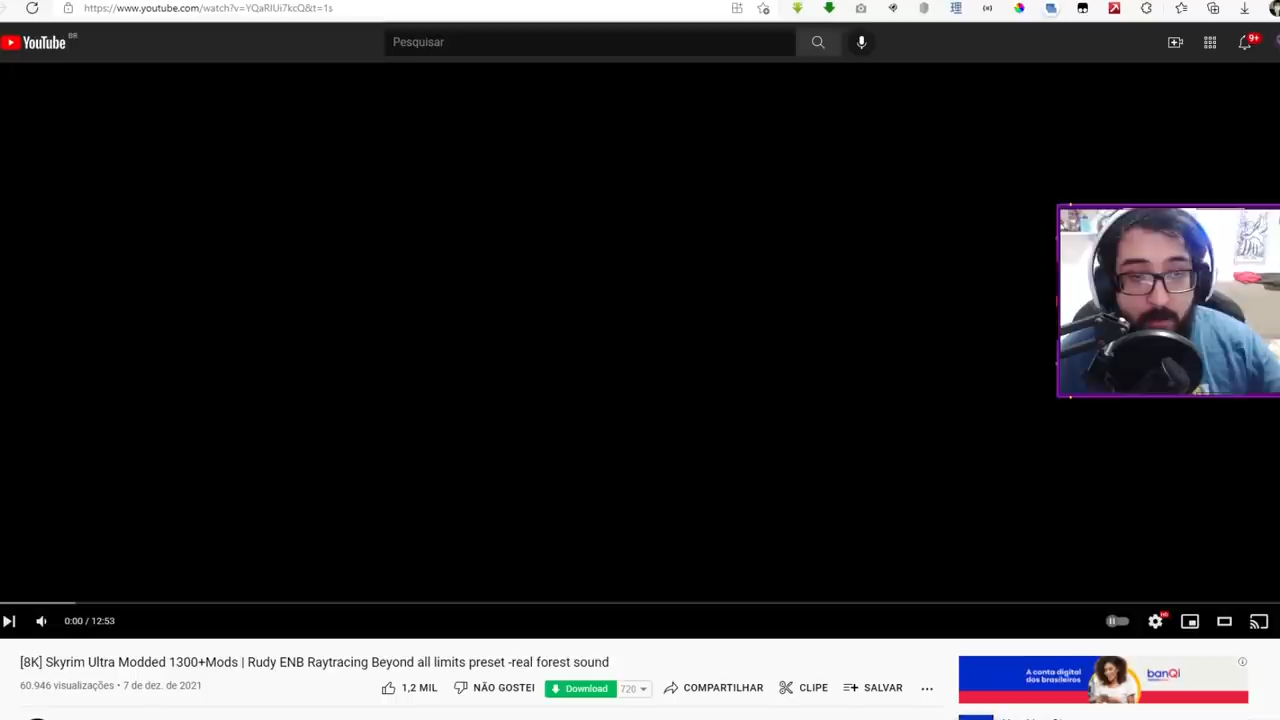 https://www.youtube.com/watch?v=YQaRlUi7kcQ&t=1s
YouTube BR
Pesquisar
9+
0:00 / 12:53
HD
[8K] Skyrim Ultra Modded 1300+Mods | Rudy ENB Raytracing Beyond all limits preset -real forest sound
60.946 visualizações • 7 de dez. de 2021
1,2 MIL
NÃO GOSTEI
Download
720
COMPARTILHAR
CLIPE
SALVAR
A conta digital
dos brasileiros
banQi